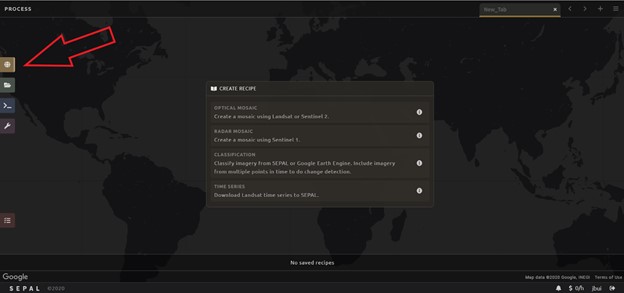 PROCESS
New_Tab
CREATE RECIPE
OPTICAL MOSAIC
Create a mosaic using Landsat or Sentinel 2.
RADAR MOSAIC
Create a mosaic using Sentinel 1.
CLASSIFICATION
Classify imagery from SEPAL or Google Earth Engine, include imagery
from multiple points in time to do change detection.
TIME SERIES
Download Landsat time series to SEPAL.
No saved recipes
Google
Map data ©2020 Google, INEGI Terms of Use
SEPAL ©2020
$ 0/h jbui